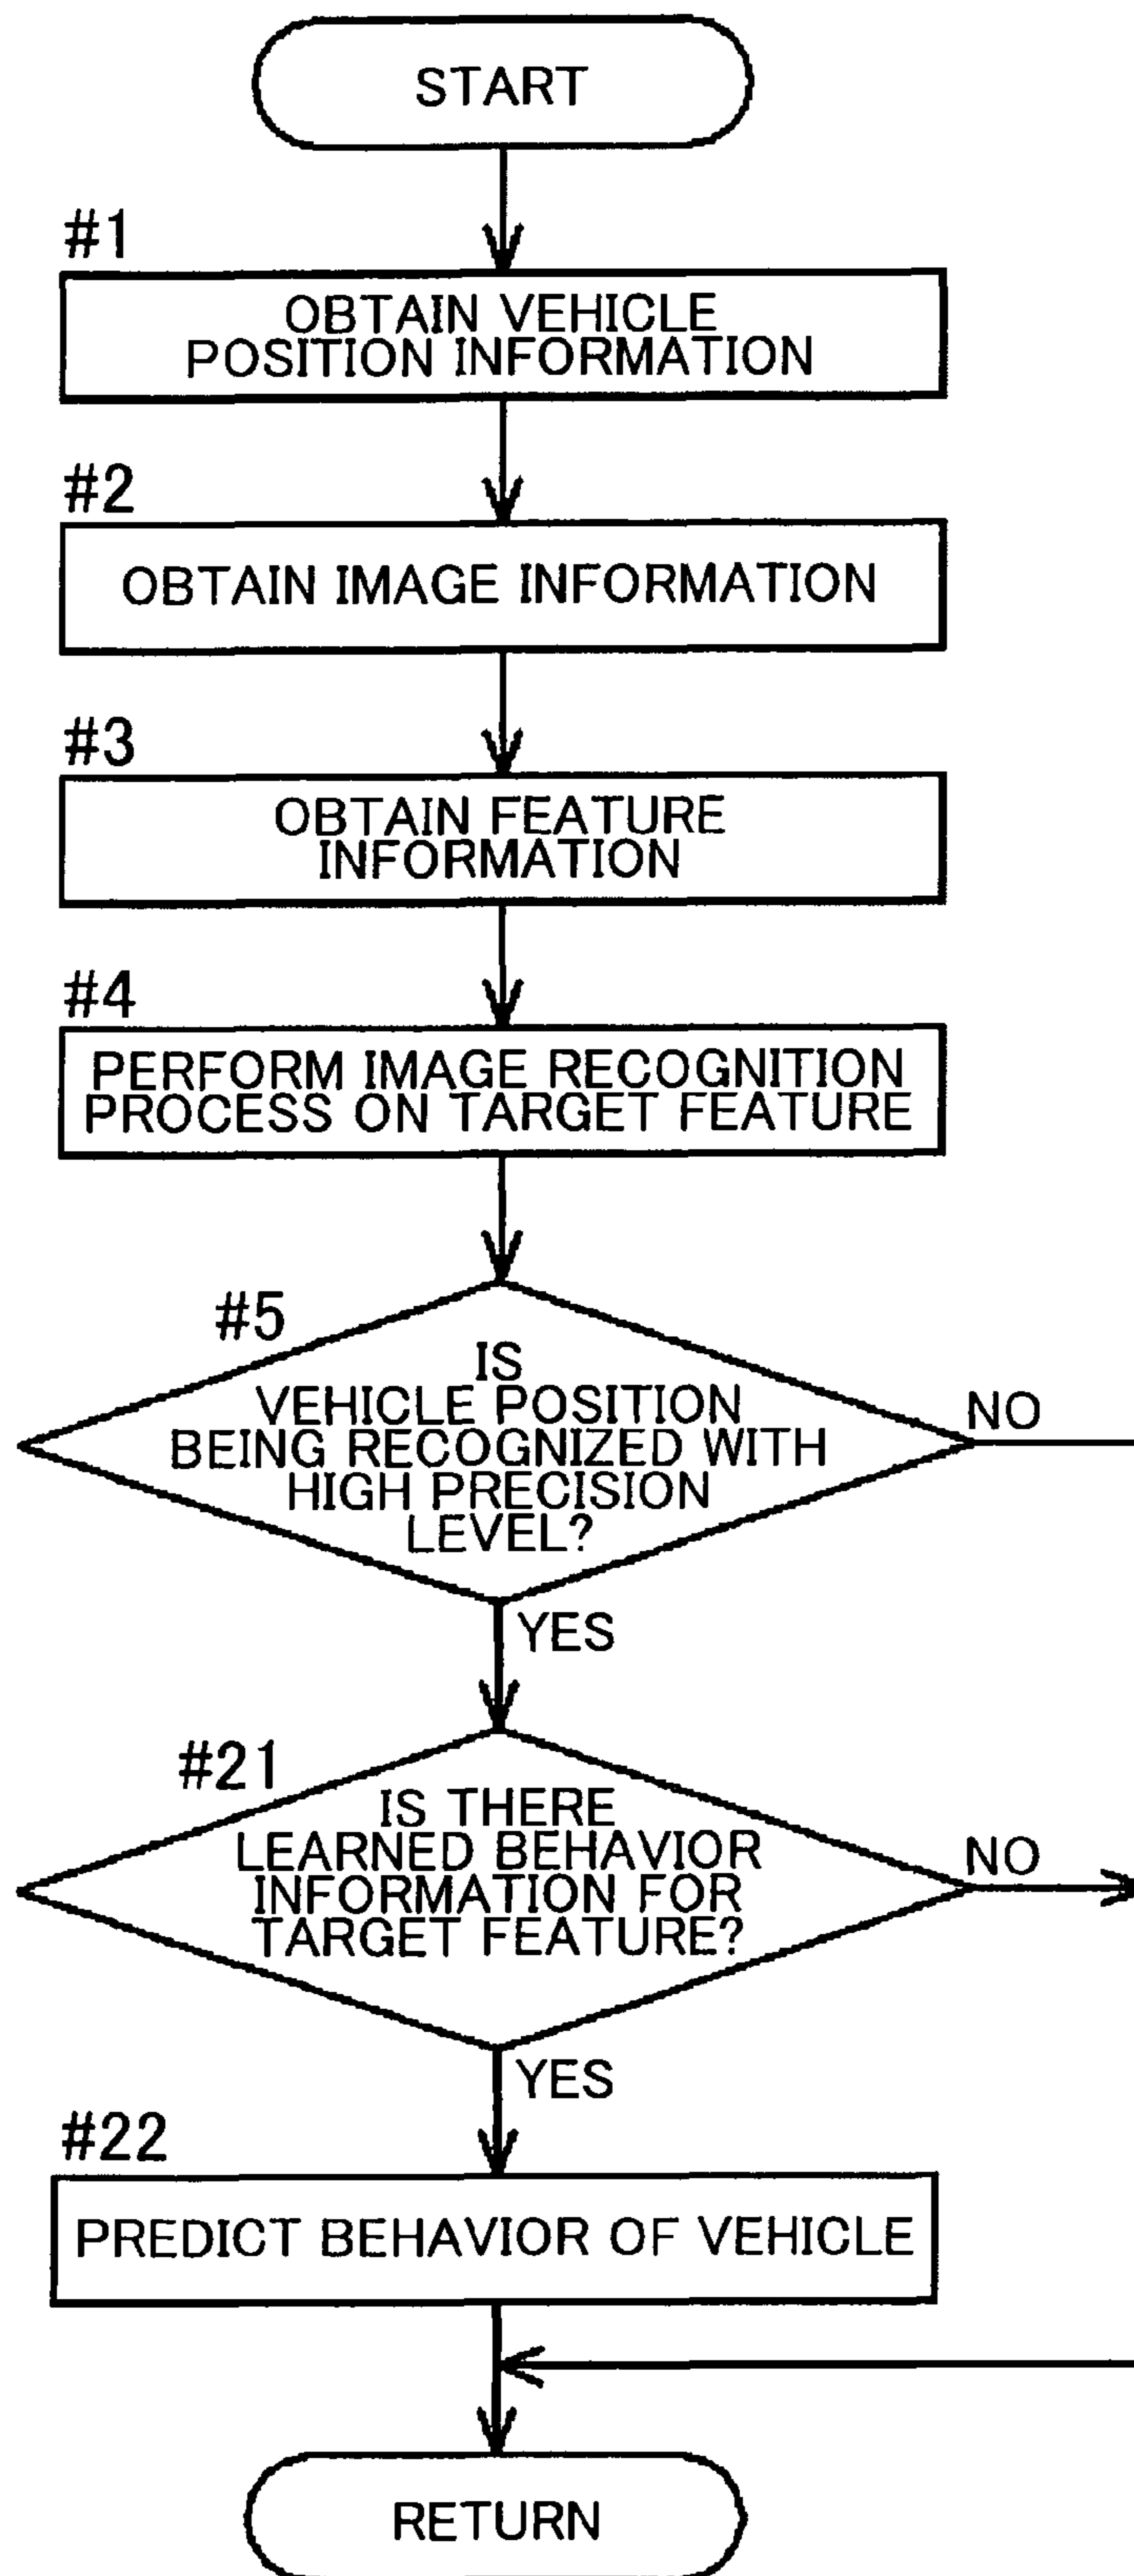 START
#1
OBTAIN VEHICLE
POSITION INFORMATION
#2
OBTAIN IMAGE INFORMATION
#3
OBTAIN FEATURE
INFORMATION
#4
PERFORM IMAGE RECOGNITION
PROCESS ON TARGET FEATURE
#5
IS
VEHICLE POSITION
BEING RECOGNIZED WITH
HIGH PRECISION
LEVEL?
NO
YES
#21
IS THERE
LEARNED BEHAVIOR
INFORMATION FOR
TARGET FEATURE?
NO
YES
#22
PREDICT BEHAVIOR OF VEHICLE
RETURN